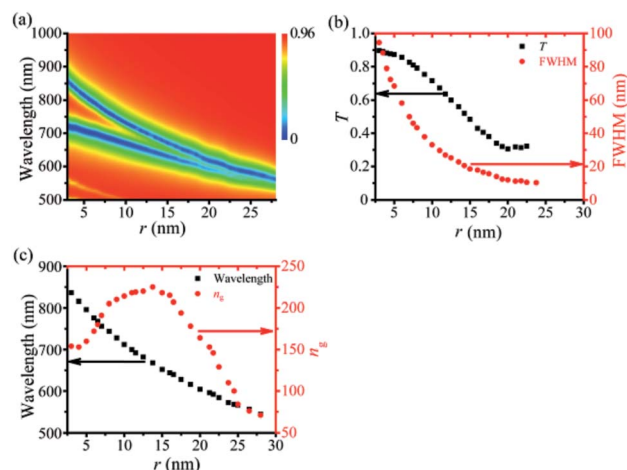 (a)
0.96
0
1000
900
800
700
600
500
Wavelength (nm)
5 10 15 20 25
r (nm)
(b)
1.0
0.8
0.6
0.4
0.2
0
T
T
FWHM
100
80
60
40
20
0
FWHM (nm)
0 5 10 15 20 25 30
r (nm)
(c)
900
800
700
600
500
Wavelength (nm)
Wavelength
ng
250
200
150
100
50
ng
5 10 15 20 25 30
r (nm)